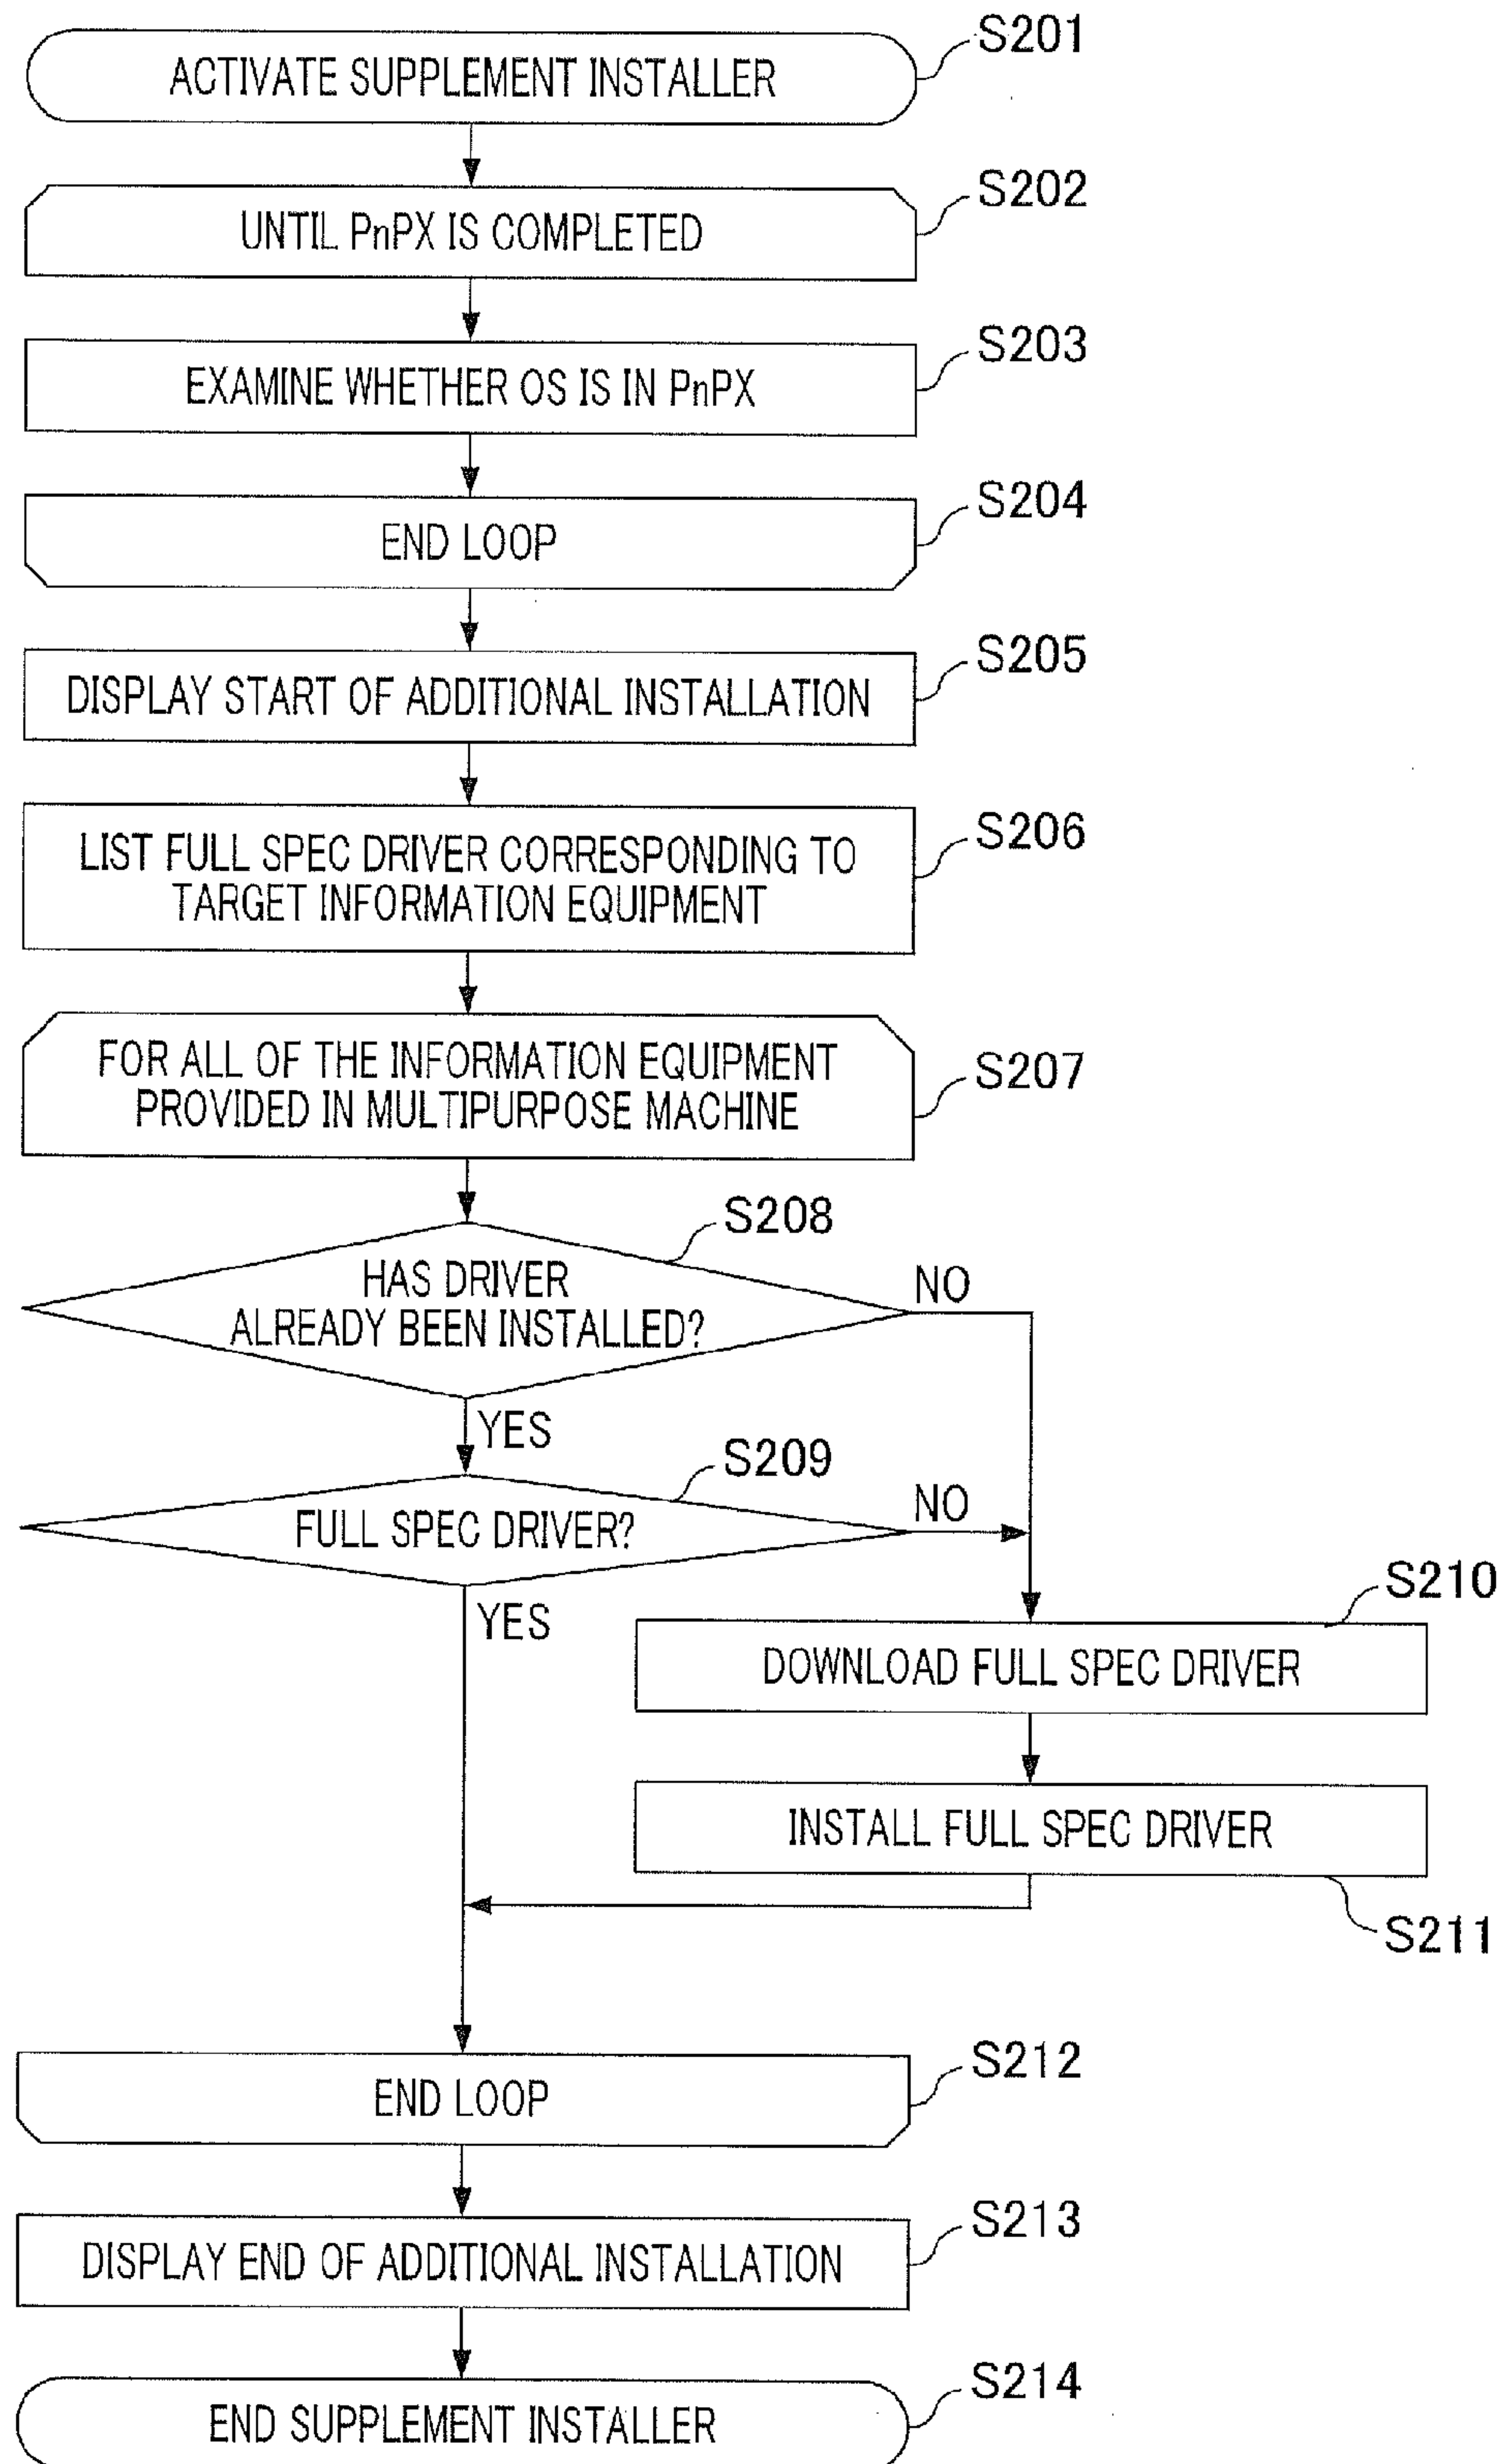 ACTIVATE SUPPLEMENT INSTALLER
S201
UNTIL PnPX IS COMPLETED
S202
EXAMINE WHETHER OS IS IN PnPX
S203
END LOOP
S204
DISPLAY START OF ADDITIONAL INSTALLATION
S205
LIST FULL SPEC DRIVER CORRESPONDING TO
TARGET INFORMATION EQUIPMENT
S206
FOR ALL OF THE INFORMATION EQUIPMENT
PROVIDED IN MULTIPURPOSE MACHINE
S207
S208
HAS DRIVER
ALREADY BEEN INSTALLED?
NO
YES
S209
FULL SPEC DRIVER?
NO
YES
S210
DOWNLOAD FULL SPEC DRIVER
INSTALL FULL SPEC DRIVER
S211
END LOOP
S212
DISPLAY END OF ADDITIONAL INSTALLATION
S213
END SUPPLEMENT INSTALLER
S214